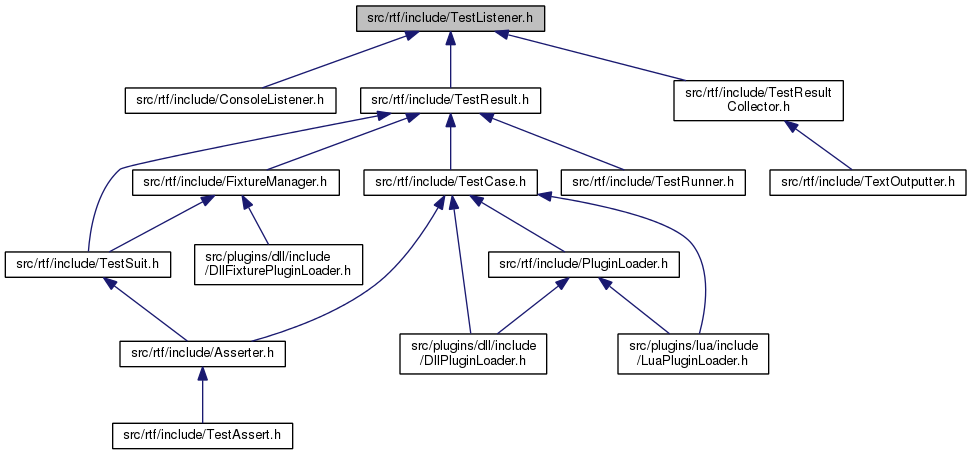 src/rtf/include/TestListener.h
src/rtf/include/ConsoleListener.h
src/rtf/include/TestResult.h
src/rtf/include/TestResult
Collector.h
src/rtf/include/FixtureManager.h
src/rtf/include/TestCase.h
src/rtf/include/TestRunner.h
src/rtf/include/TextOutputter.h
src/rtf/include/TestSuit.h
src/plugins/dll/include
/DllFixturePluginLoader.h
src/rtf/include/PluginLoader.h
src/rtf/include/Asserter.h
src/plugins/dll/include
/DllPluginLoader.h
src/plugins/lua/include
/LuaPluginLoader.h
src/rtf/include/TestAssert.h